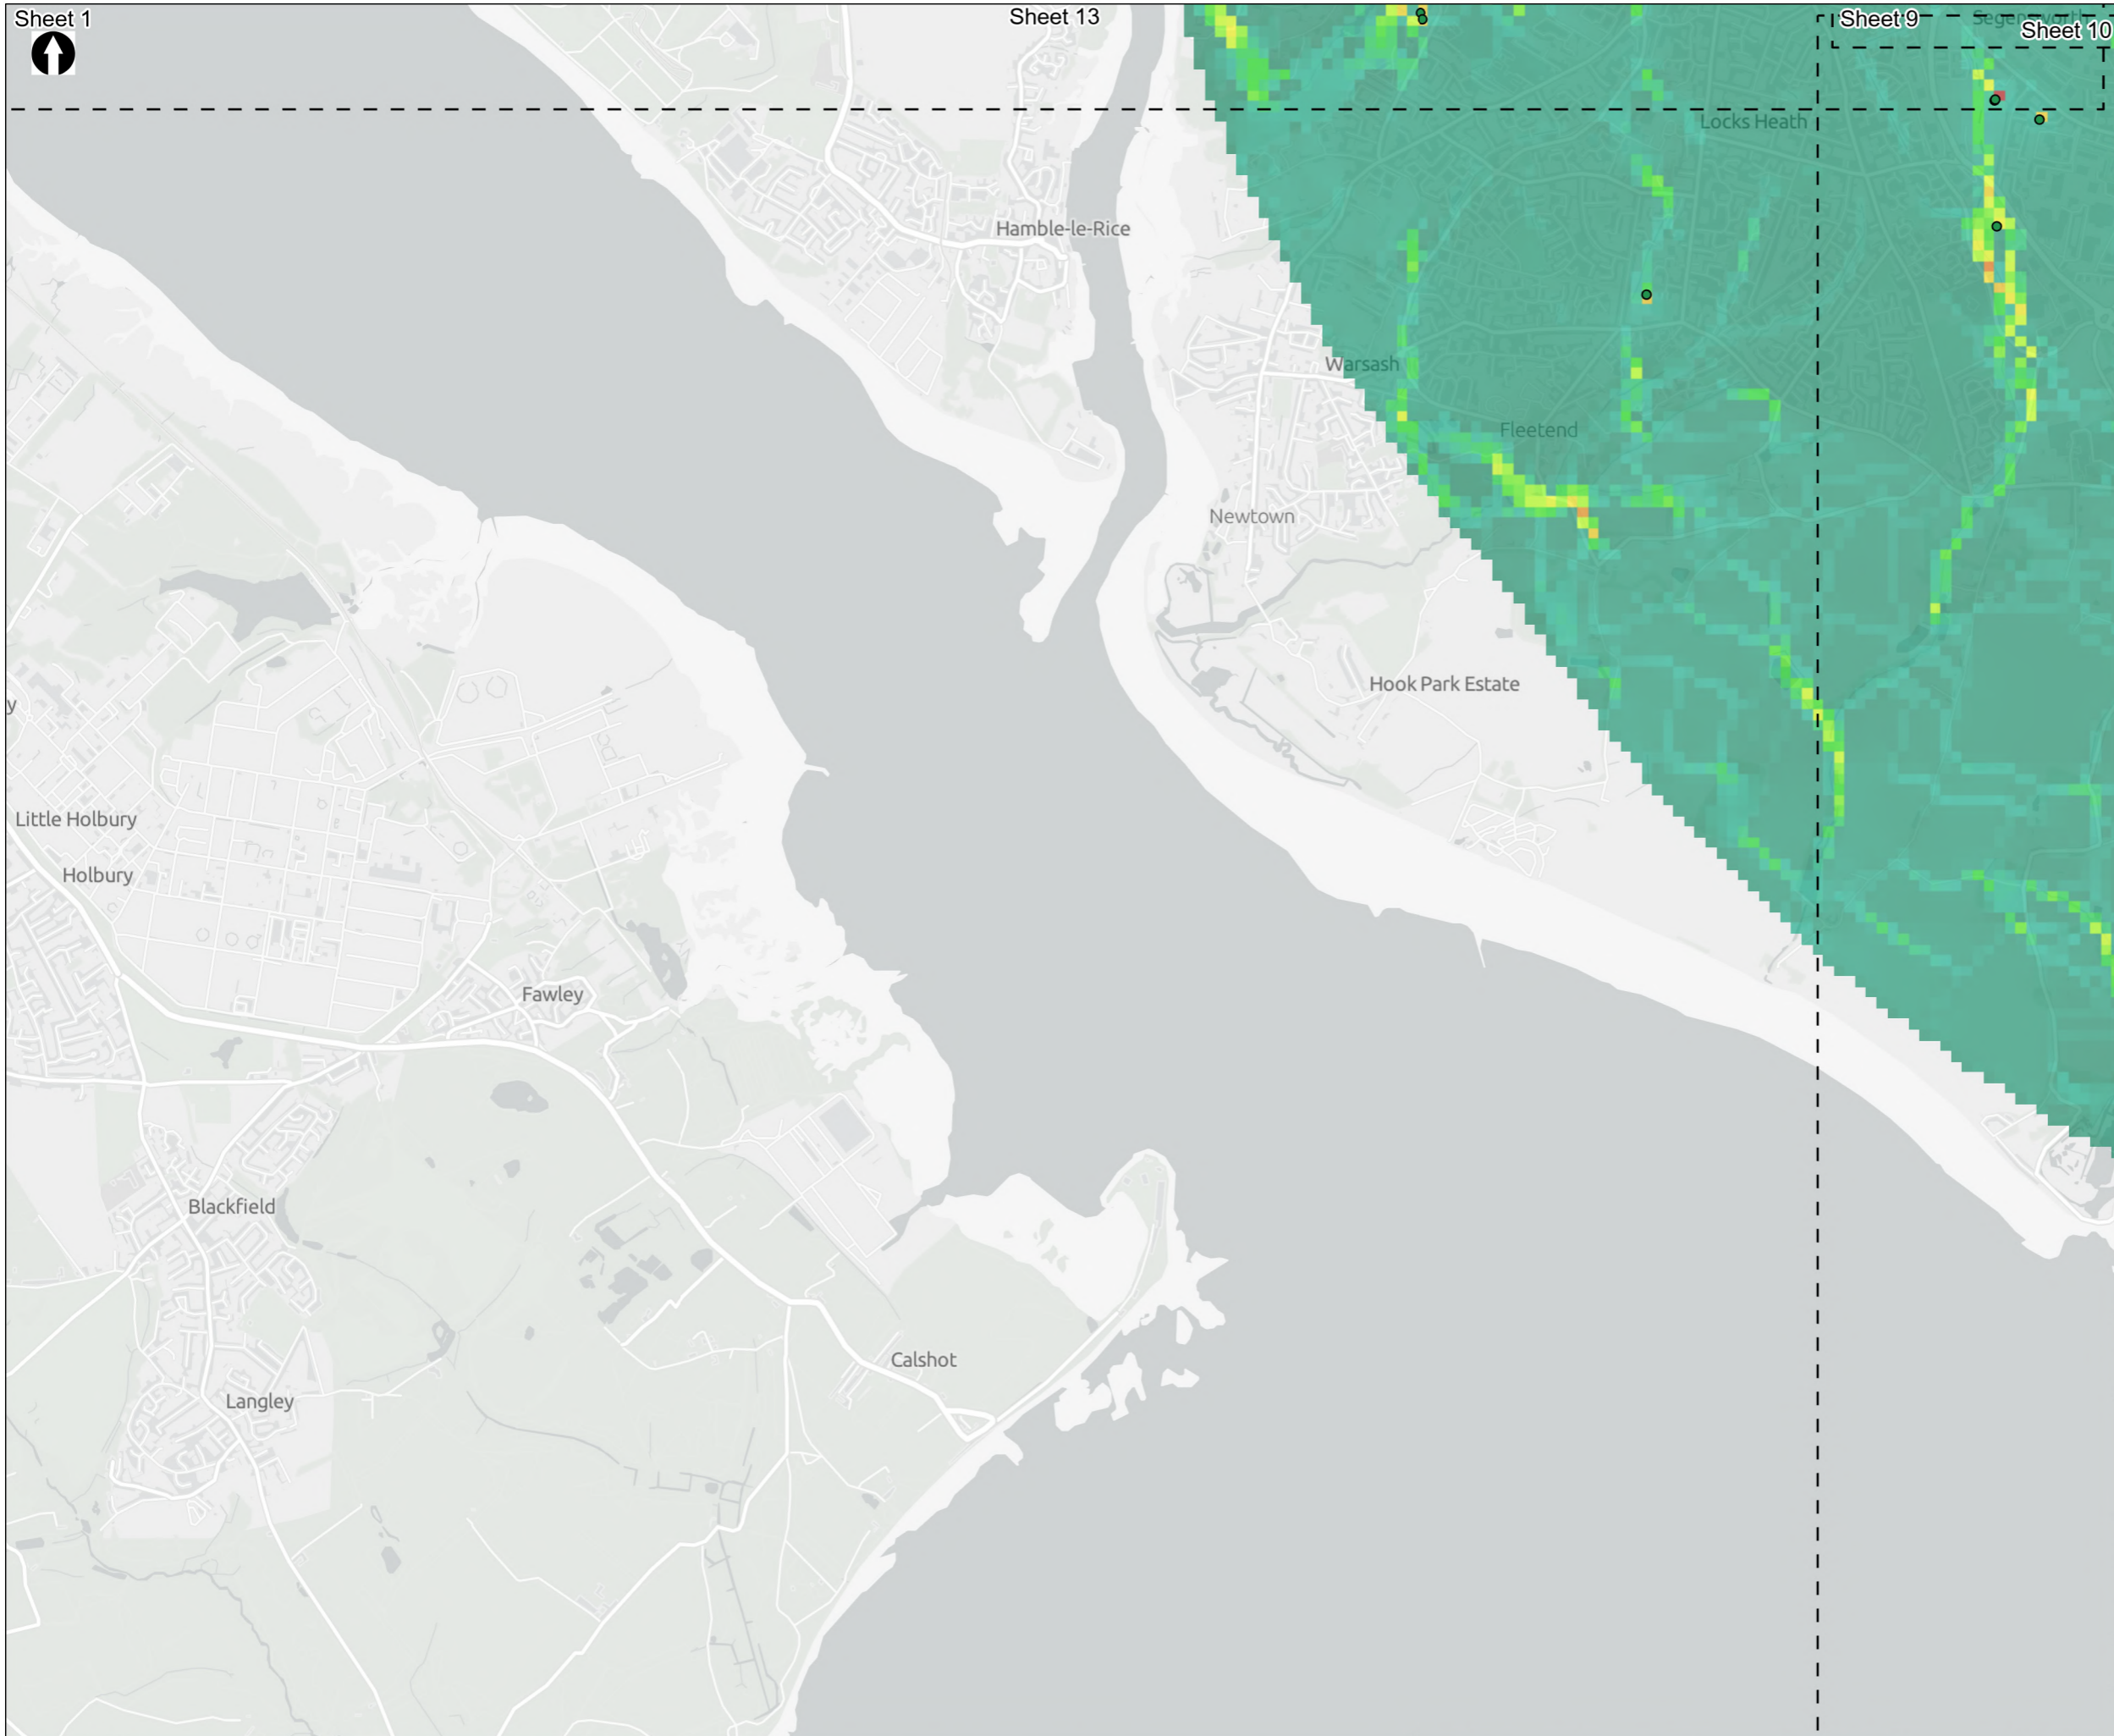 Sheet 1
Sheet 13
Sheet 9
Segensworth
Sheet 10
Locks Heath
Hamble-le-Rice
Warsash
Fleetend
Newtown
Hook Park Estate
y
Little Holbury
Holbury
Fawley
Blackfield
Calshot
Langley